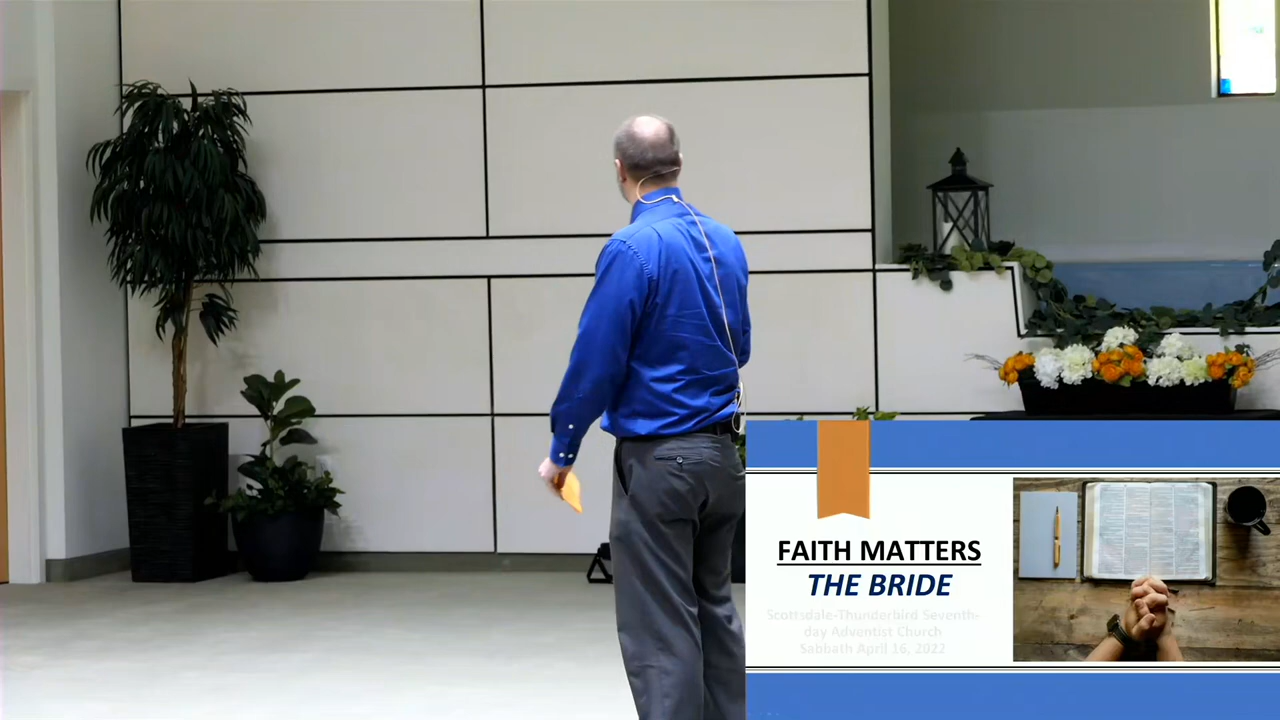 FAITH MATTERS
THE BRIDE
Scottsdale-Thunderbird Seventh-
day Adventist Church
Sabbath April 16, 2022